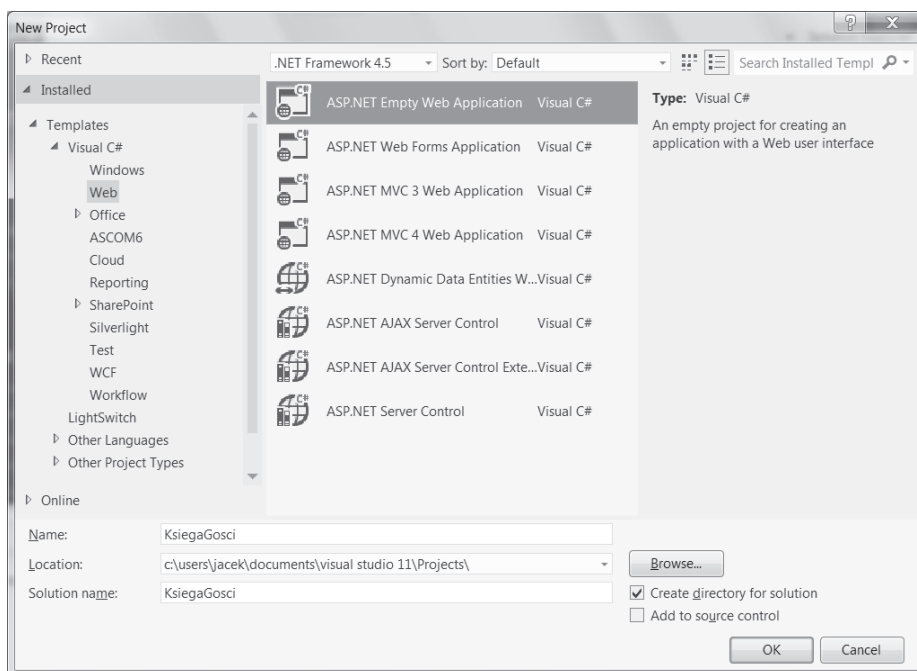 New Project
Recent
Installed
Templates
Visual C#
Windows
Web
Office
ASCOM6
Cloud
Reporting
SharePoint
Silverlight
Test
WCF
Workflow
LightSwitch
Other Languages
Other Project Types
Online
.NET Framework 4.5 Sort by: Default Search Installed Templ
ASP.NET Empty Web Application Visual C#
ASP.NET Web Forms Application Visual C#
ASP.NET MVC 3 Web Application Visual C#
ASP.NET MVC 4 Web Application Visual C#
ASP.NET Dynamic Data Entities W...Visual C#
ASP.NET AJAX Server Control Visual C#
ASP.NET AJAX Server Control Exte...Visual C#
ASP.NET Server Control Visual C#
Type: Visual C#
An empty project for creating an
application with a Web user interface
Name: KsiegaGosci
Location: c:\users\jacek\documents\visual studio 11\Projects\ Browse...
Solution name: KsiegaGosci
Create directory for solution
Add to source control
OK Cancel